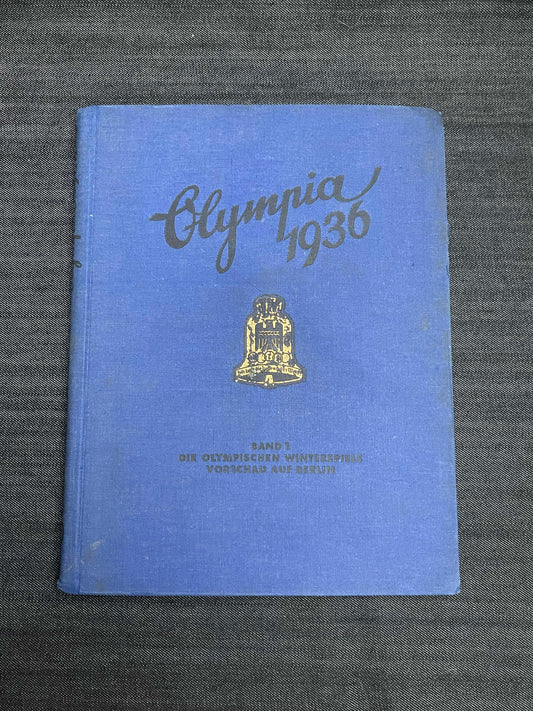 Olympia
1936
BAND 1
DIE OLYMPISCHEN WINTERSPIELE
VORSCHAU AUF BERLIN